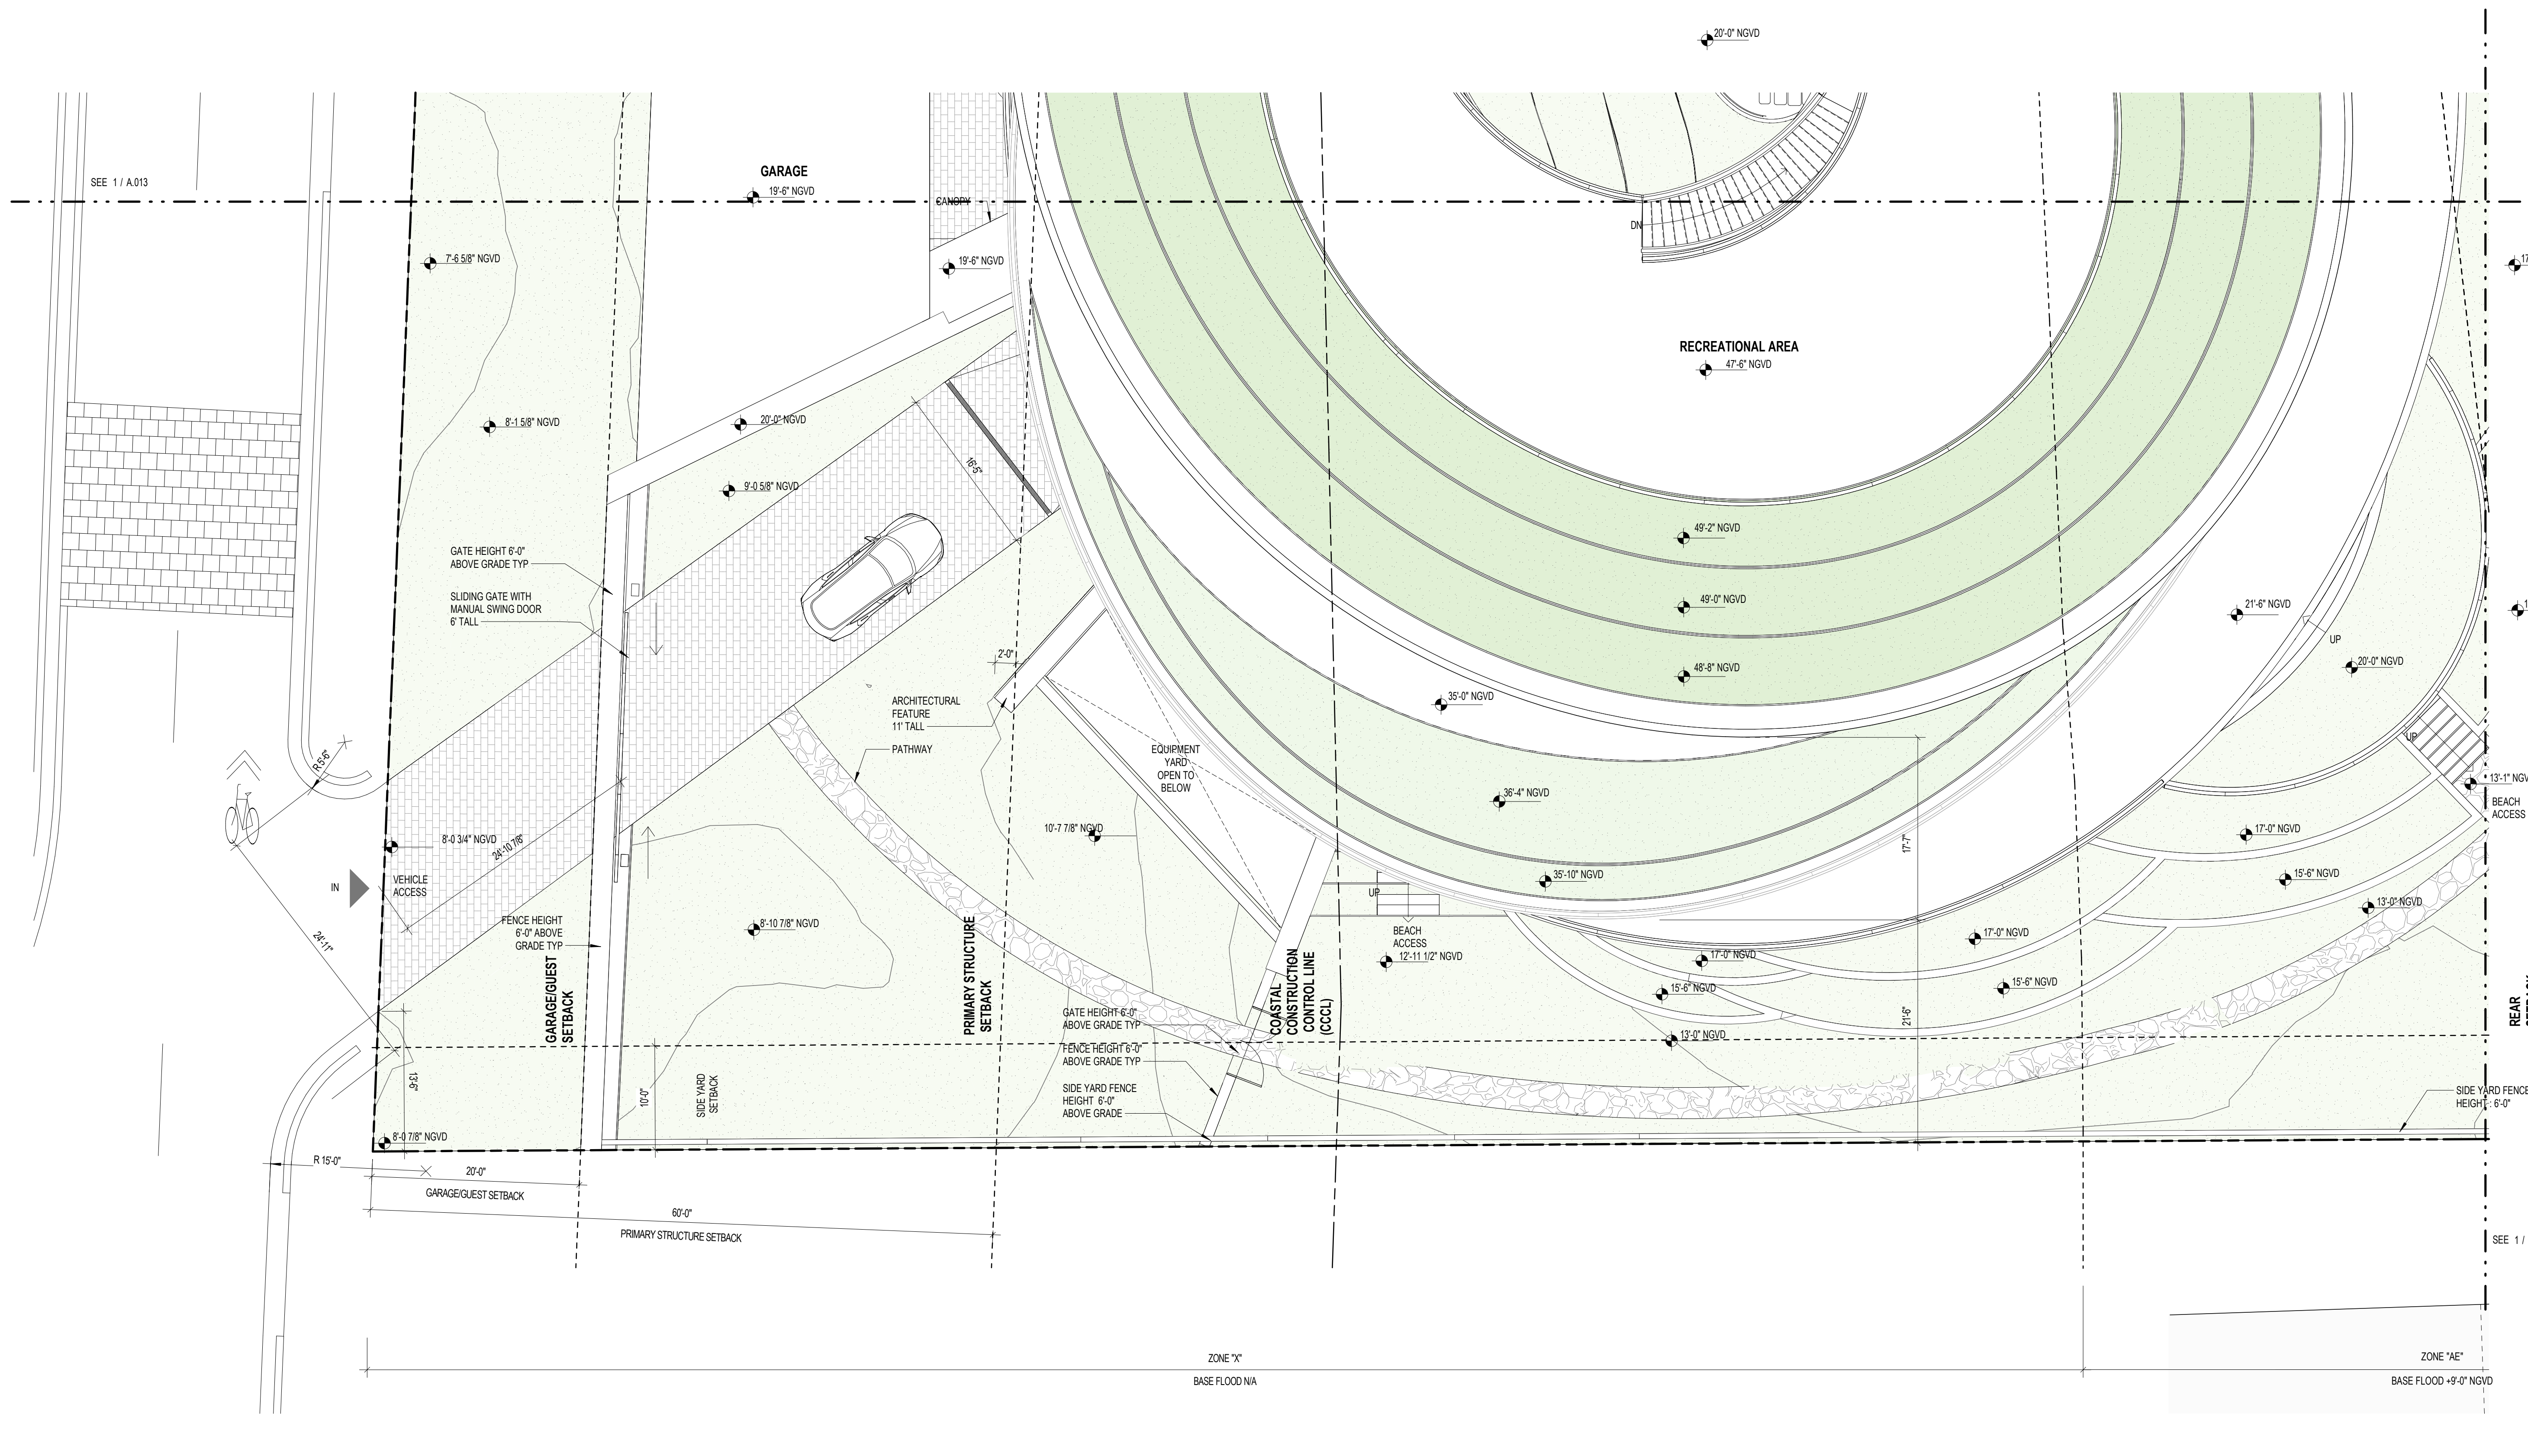 20'-0" NGVD
SEE 1 / A.013
GARAGE
19'-6" NGVD
CANOPY
DN
7'-6 5/8" NGVD
19'-6" NGVD
RECREATIONAL AREA
47'-6" NGVD
8'-1 5/8" NGVD
20'-0" NGVD
16'-5"
9'-0 5/8" NGVD
49'-2" NGVD
GATE HEIGHT 6'-0"
ABOVE GRADE TYP
SLIDING GATE WITH
MANUAL SWING DOOR
6' TALL
49'-0" NGVD
21'-6" NGVD
UP
2'-0"
48'-8" NGVD
20'-0" NGVD
ARCHITECTURAL
FEATURE
11' TALL
35'-0" NGVD
PATHWAY
EQUIPMENT
YARD
OPEN TO
BELOW
UP
R 5'-6"
13'-1" NGV
BEACH
ACCESS
36'-4" NGVD
10'-7 7/8" NGVD
17'-0" NGVD
8'-0 3/4" NGVD
24'-10 7/8"
17'-7"
IN
VEHICLE
ACCESS
35'-10" NGVD
15'-6" NGVD
UP
13'-0" NGVD
FENCE HEIGHT
6'-0" ABOVE
GRADE TYP
8'-10 7/8" NGVD
BEACH
ACCESS
12'-11 1/2" NGVD
17'-0" NGVD
17'-0" NGVD
24'-11"
GARAGE/GUEST
SETBACK
PRIMARY STRUCTURE
SETBACK
COASTAL
CONSTRUCTION
CONTROL LINE
(CCCL)
15'-6" NGVD
15'-6" NGVD
REAR
21'-6"
GATE HEIGHT 6'-0"
ABOVE GRADE TYP
13'-0" NGVD
FENCE HEIGHT 6'-0"
ABOVE GRADE TYP
13'-6"
10'-0"
SIDE YARD
SETBACK
SIDE YARD FENCE
HEIGHT 6'-0"
ABOVE GRADE
SIDE YARD FENCE
HEIGHT : 6'-0"
8'-0 7/8" NGVD
R 15'-0"
20'-0"
GARAGE/GUEST SETBACK
60'-0"
PRIMARY STRUCTURE SETBACK
SEE 1 /
ZONE "X"
BASE FLOOD N/A
ZONE "AE"
BASE FLOOD +9'-0" NGVD